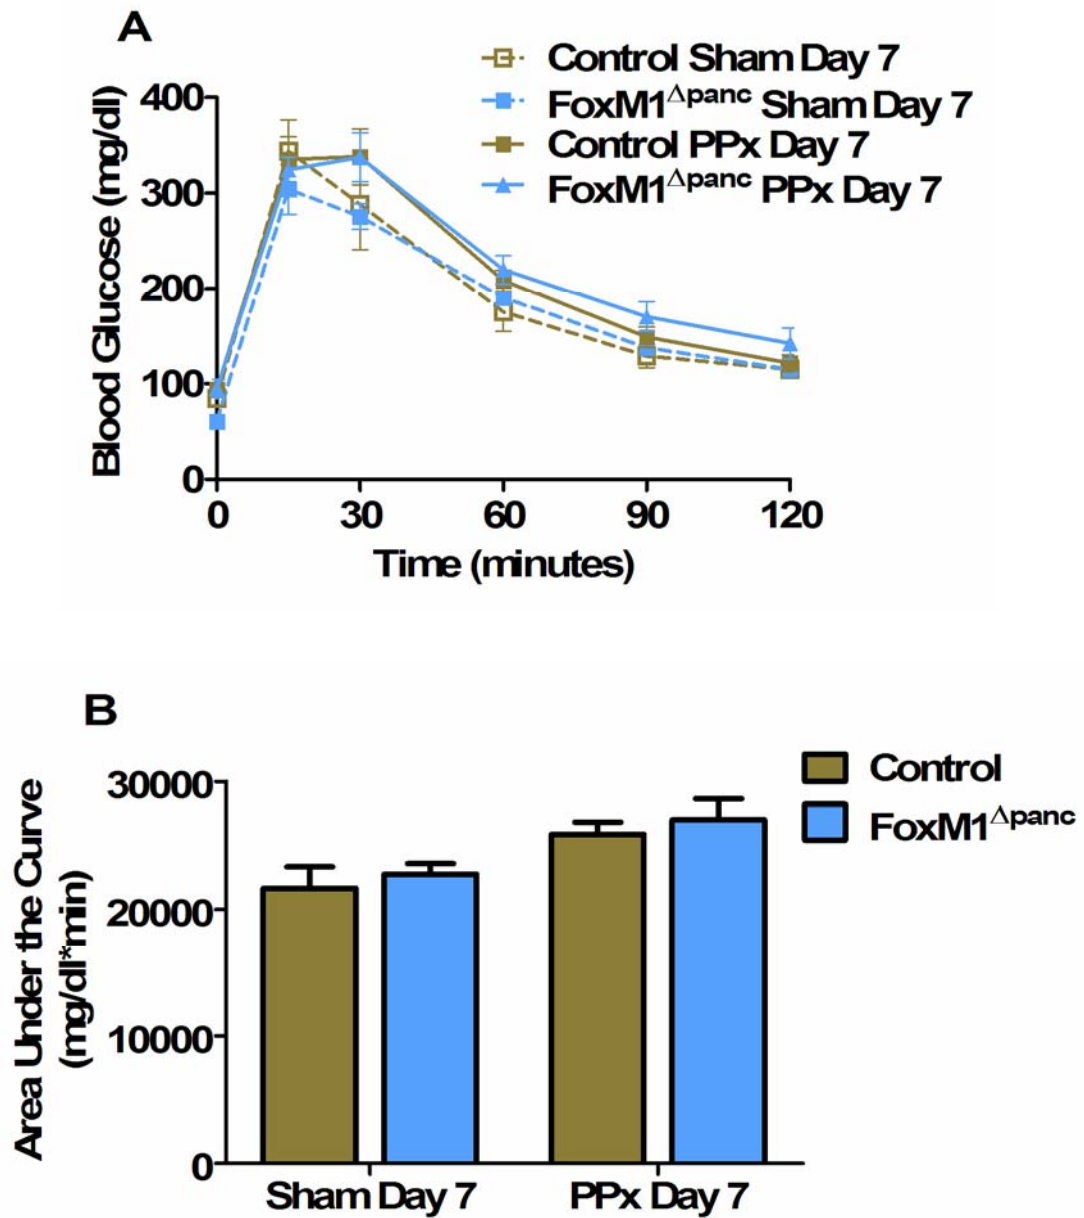 A
Control Sham Day 7
FoxM1Δpanc Sham Day 7
Control PPx Day 7
FoxM1Δpanc PPx Day 7
Blood Glucose (mg/dl)
400
300
200
100
0
0 30 60 90 120
Time (minutes)
B
Control
FoxM1Δpanc
Area Under the Curve
(mg/dl*min)
30000
20000
10000
0
Sham Day 7 PPx Day 7